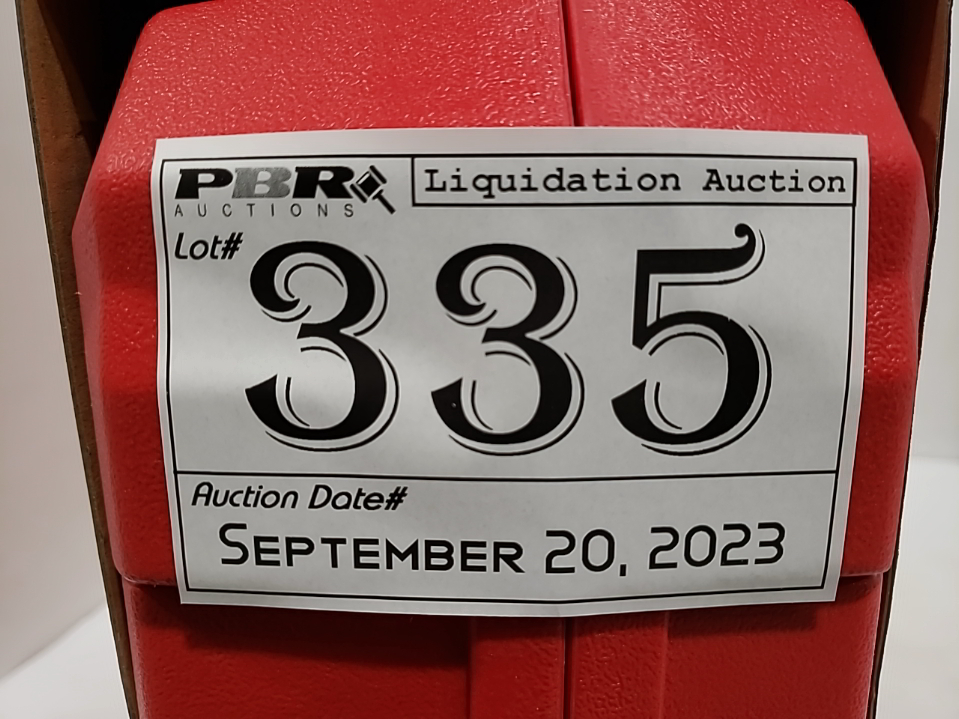 PBR
AUCTIONS
Liquidation Auction
Lot#
335
Auction Date#
SEPTEMBER 20, 2023